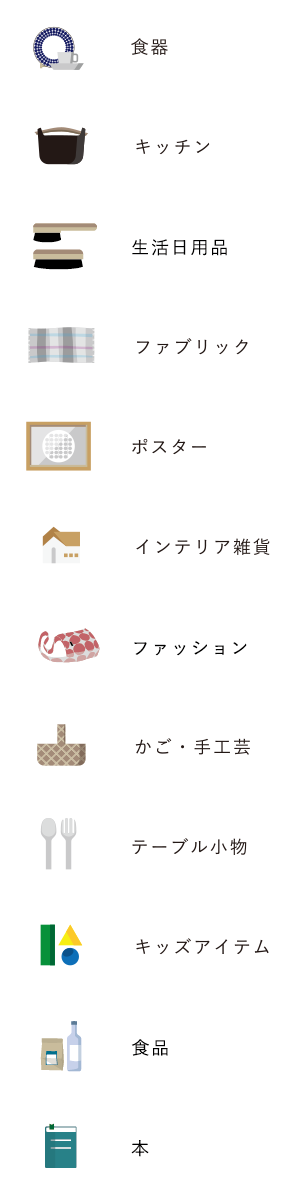 食器
キッチン
生活日用品
ファブリック
ポスター
インテリア雑貨
ファッション
かご・手工芸
テーブル小物
キッズアイテム
食品
本